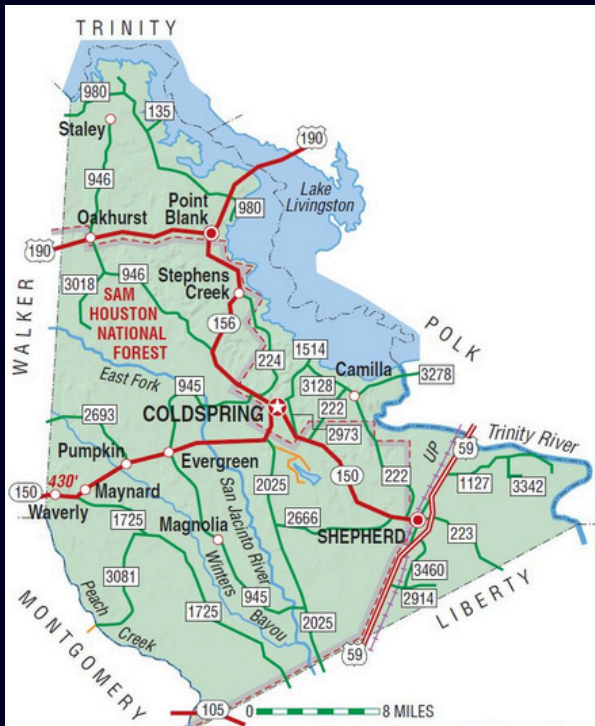 TRINITY
980
135
Staley
190
Lake
Livingston
946
Point
Blank
980
Oakhurst
190
Stephens
Creek
3018
946
SAM
HOUSTON
NATIONAL
FOREST
156
WALKER
POLK
224
1514
Camilla
3278
East Fork
945
3128
222
COLDSPRING
2973
2693
59
Trinity River
UP
Pumpkin
Evergreen
2025
150
222
1127
3342
430'
150
Maynard
Waverly
San Jacinto River
1725
Magnolia
2666
SHEPHERD
223
Winters
Bayou
3081
3460
Peach
Creek
1725
945
2914
2025
LIBERTY
MONTGOMERY
59
105
0
8 MILES